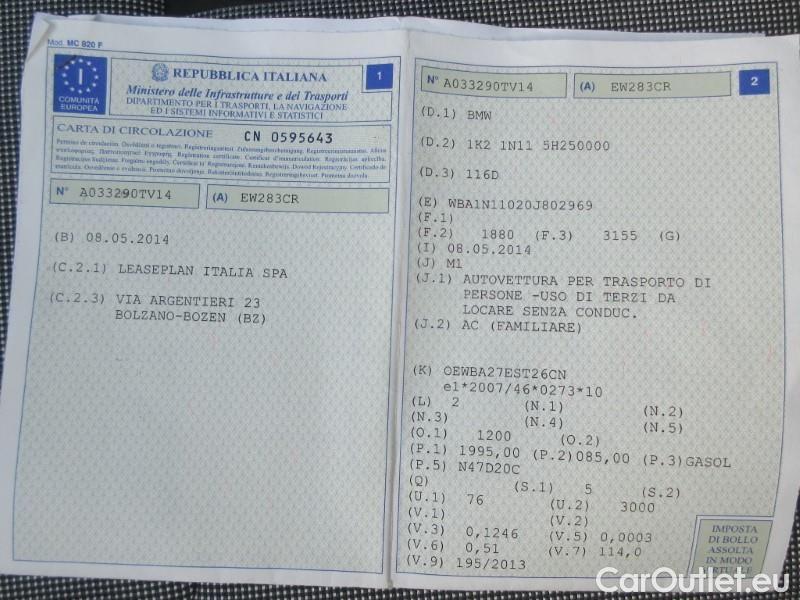 Mod. MC 820 F
I
COMUNITÀ
EUROPEA
REPUBBLICA ITALIANA
1
Ministero delle Infrastrutture e dei Trasporti
DIPARTIMENTO PER I TRASPORTI, LA NAVIGAZIONE
ED I SISTEMI INFORMATIVI E STATISTICI
CARTA DI CIRCOLAZIONE CN 0595643
N° A033290TV14 (A) EW283CR
(B) 08.05.2014
(C.2.1) LEASEPLAN ITALIA SPA
(C.2.3) VIA ARGENTIERI 23
BOLZANO-BOZEN (BZ)
N° A033290TV14 (A) EW283CR 2
(D.1) BMW
(D.2) 1K2 1N11 5H250000
(D.3) 116D
(E) WBA1N11020J802969
(F.1)
(F.2) 1880 (F.3) 3155 (G)
(I) 08.05.2014
(J) M1
(J.1) AUTOVETTURA PER TRASPORTO DI
PERSONE -USO DI TERZI DA
LOCARE SENZA CONDUC.
(J.2) AC (FAMILIARE)
(K) OEWBA27EST26CN
e1*2007/46*0273*10
(L) 2 (N.1) (N.2)
(N.3) (N.4) (N.5)
(O.1) 1200 (O.2)
(P.1) 1995,00 (P.2)085,00 (P.3)GASOL
(P.5) N47D20C
(Q) (S.1) 5 (S.2)
(U.1) 76 (U.2) 3000
(V.1) (V.2)
(V.3) 0,1246 (V.5) 0,0003
(V.6) 0,51 (V.7) 114,0
(V.9) 195/2013
IMPOSTA
DI BOLLO
ASSOLTA
IN MODO
VIRTUALE
CarOutlet.eu